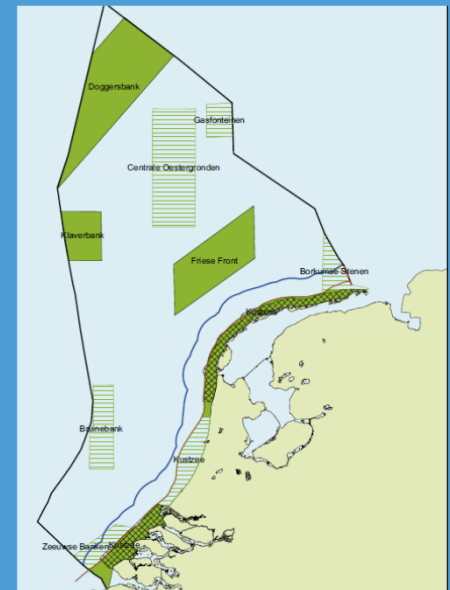 Doggersbank
Gasfonteinen
Centrale Oestergronden
Klaverbank
Friese Front
Borkumse Stenen
Kustzee
Bruinebank
Kustzee
Zeeuwse Banken